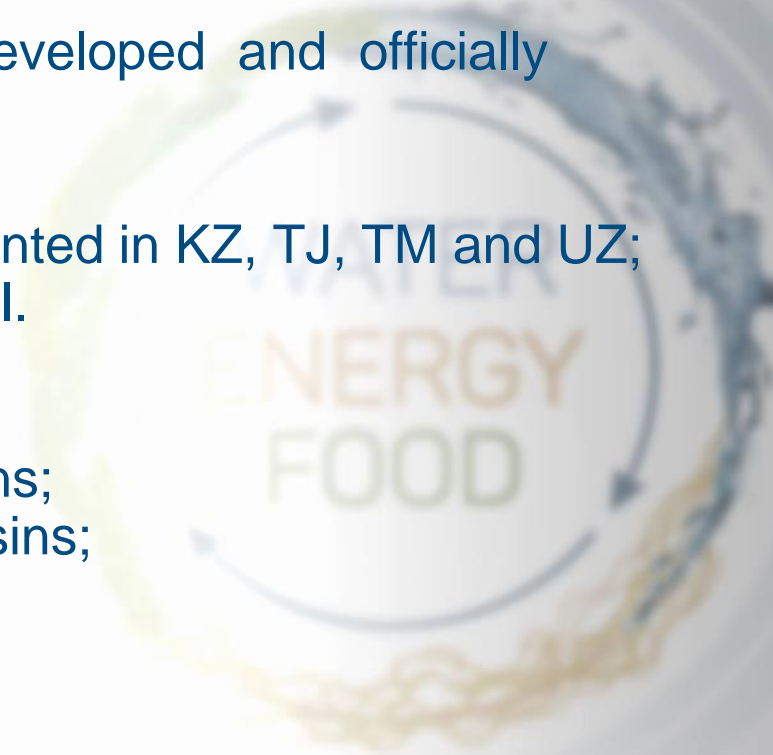 eveloped and officially
nted in KZ, TJ, TM and UZ;
l.
ns;
sins;
WATER
ENERGY
FOOD